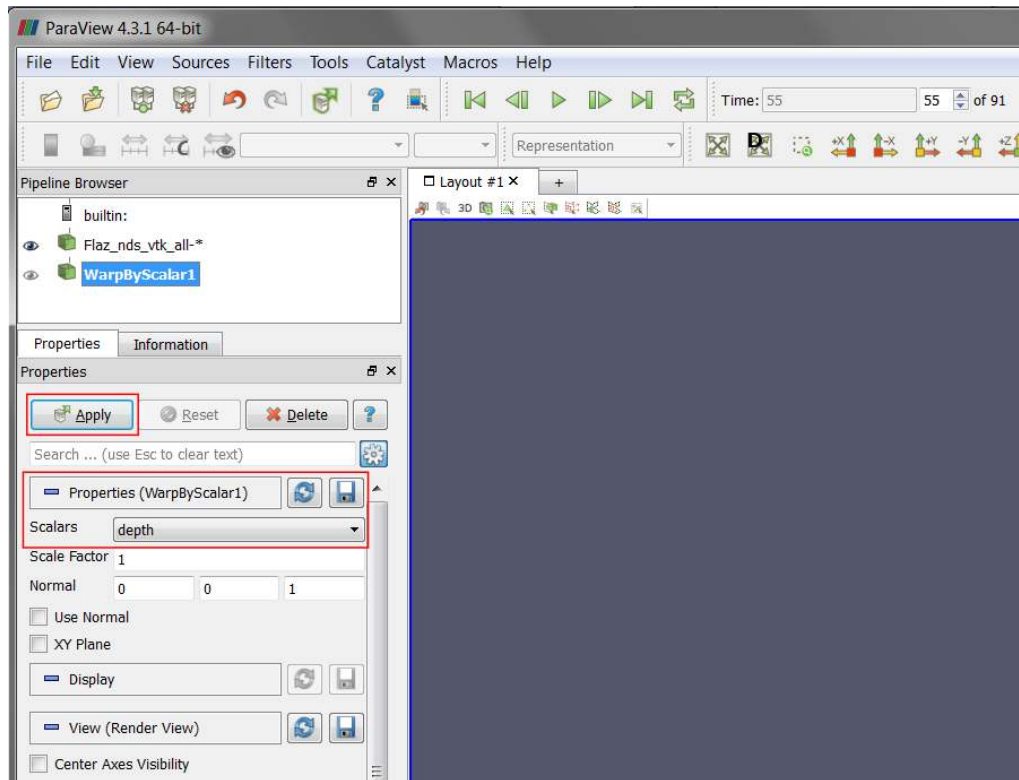 ParaView 4.3.1 64-bit
File Edit View Sources Filters Tools Catalyst Macros Help
Time: 55 55 of 91
Representation
D +X -X +Y -Y +Z
Pipeline Browser
Layout #1 +
3D
builtin:
Flaz_nds_vtk_all-*
WarpByScalar1
Properties Information
Properties
Apply Reset Delete ?
Search ... (use Esc to clear text)
Properties (WarpByScalar1)
Scalars depth
Scale Factor 1
Normal 0 0 1
Use Normal
XY Plane
Display
View (Render View)
Center Axes Visibility